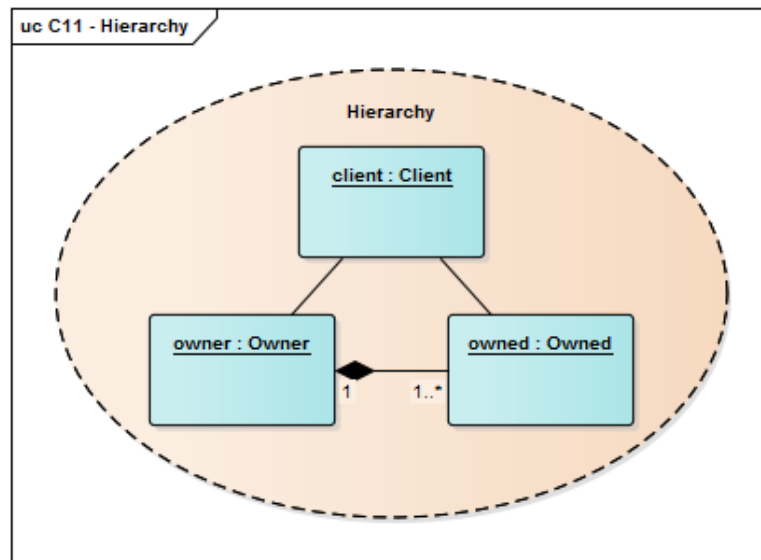 uc C11 - Hierarchy
Hierarchy
client : Client
owner : Owner
owned : Owned
1
1..*